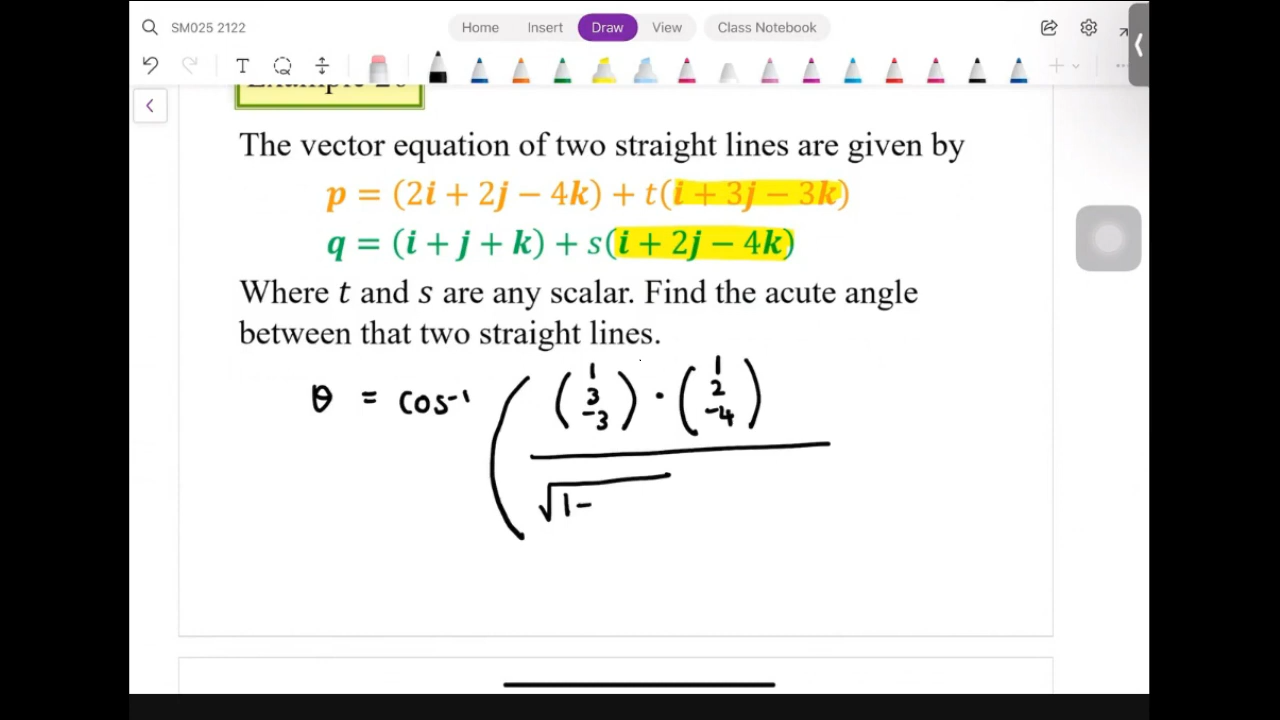 SM025 2122
Home Insert Draw View Class Notebook
The vector equation of two straight lines are given by
p = (2i + 2j − 4k) + t(i + 3j − 3k)
q = (i + j + k) + s(i + 2j − 4k)
Where t and s are any scalar. Find the acute angle
between that two straight lines.
θ = cos⁻¹ ( (1 3 -3) · (1 2 -4)
√1-